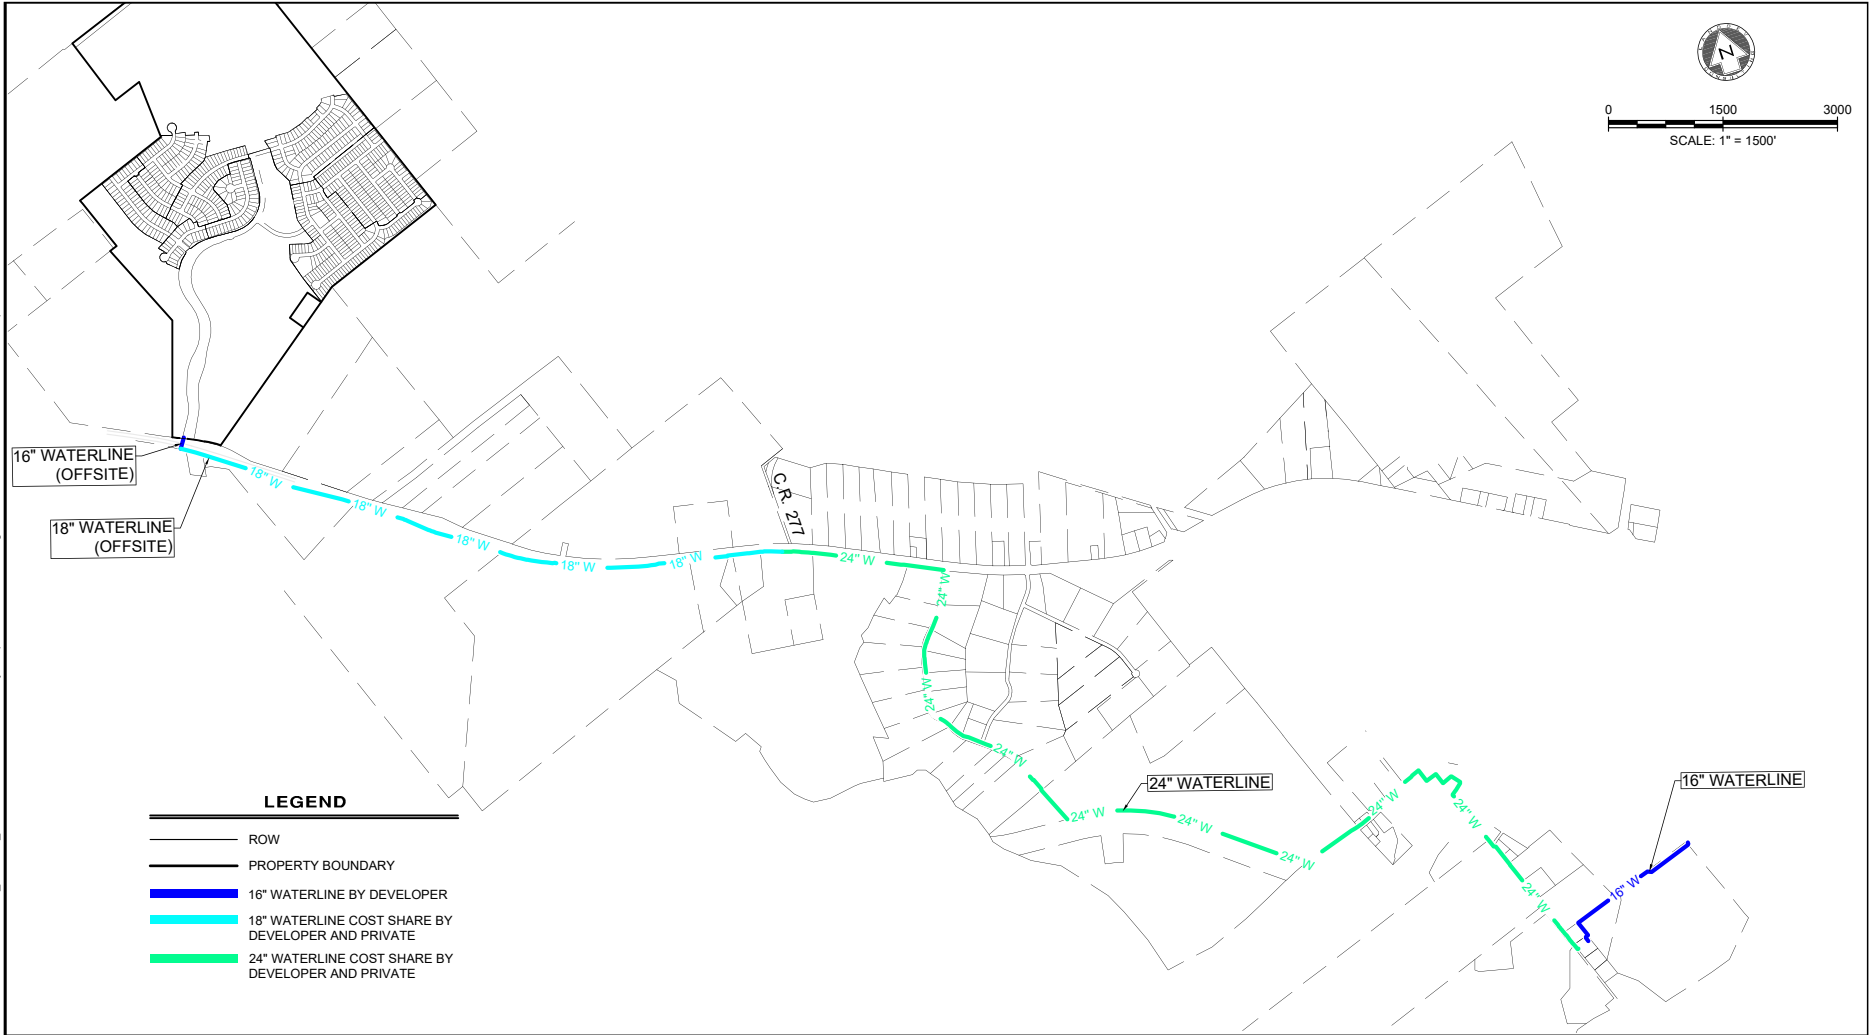 N
0 1500 3000
SCALE: 1" = 1500'
16" WATERLINE
(OFFSITE)
18" WATERLINE
(OFFSITE)
18" W
18" W
18" W
18" W
18" W
C.R. 277
24" W
24" W
24" W
24" W
24" W
24" W
24" W
24" W
24" W
24" W
24" WATERLINE
16" W
16" WATERLINE
LEGEND
ROW
PROPERTY BOUNDARY
16" WATERLINE BY DEVELOPER
18" WATERLINE COST SHARE BY
DEVELOPER AND PRIVATE
24" WATERLINE COST SHARE BY
DEVELOPER AND PRIVATE